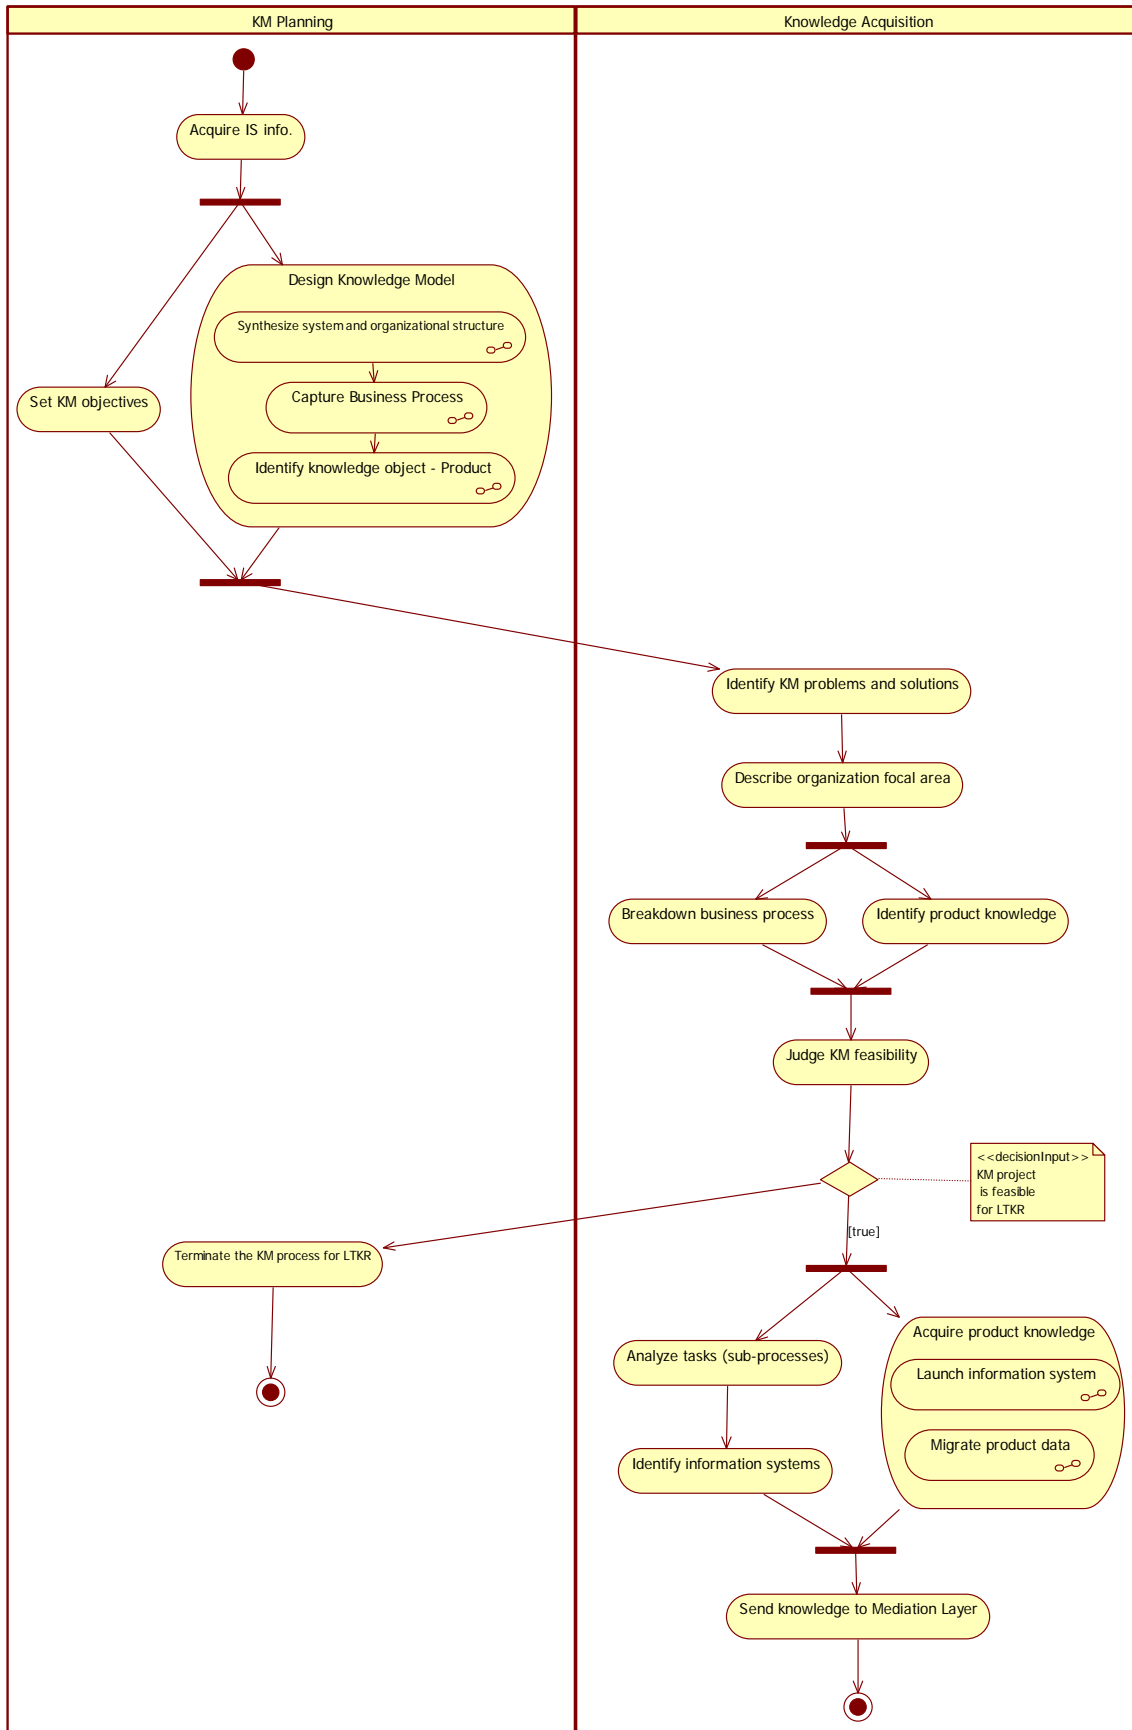 KM Planning
Knowledge Acquisition
Acquire IS info.
Design Knowledge Model
Synthesize system and organizational structure
Set KM objectives
Capture Business Process
Identify knowledge object - Product
Identify KM problems and solutions
Describe organization focal area
Breakdown business process
Identify product knowledge
Judge KM feasibility
<<decisionInput>>
KM project
is feasible
for LTKR
[true]
Terminate the KM process for LTKR
Analyze tasks (sub-processes)
Acquire product knowledge
Launch information system
Migrate product data
Identify information systems
Send knowledge to Mediation Layer